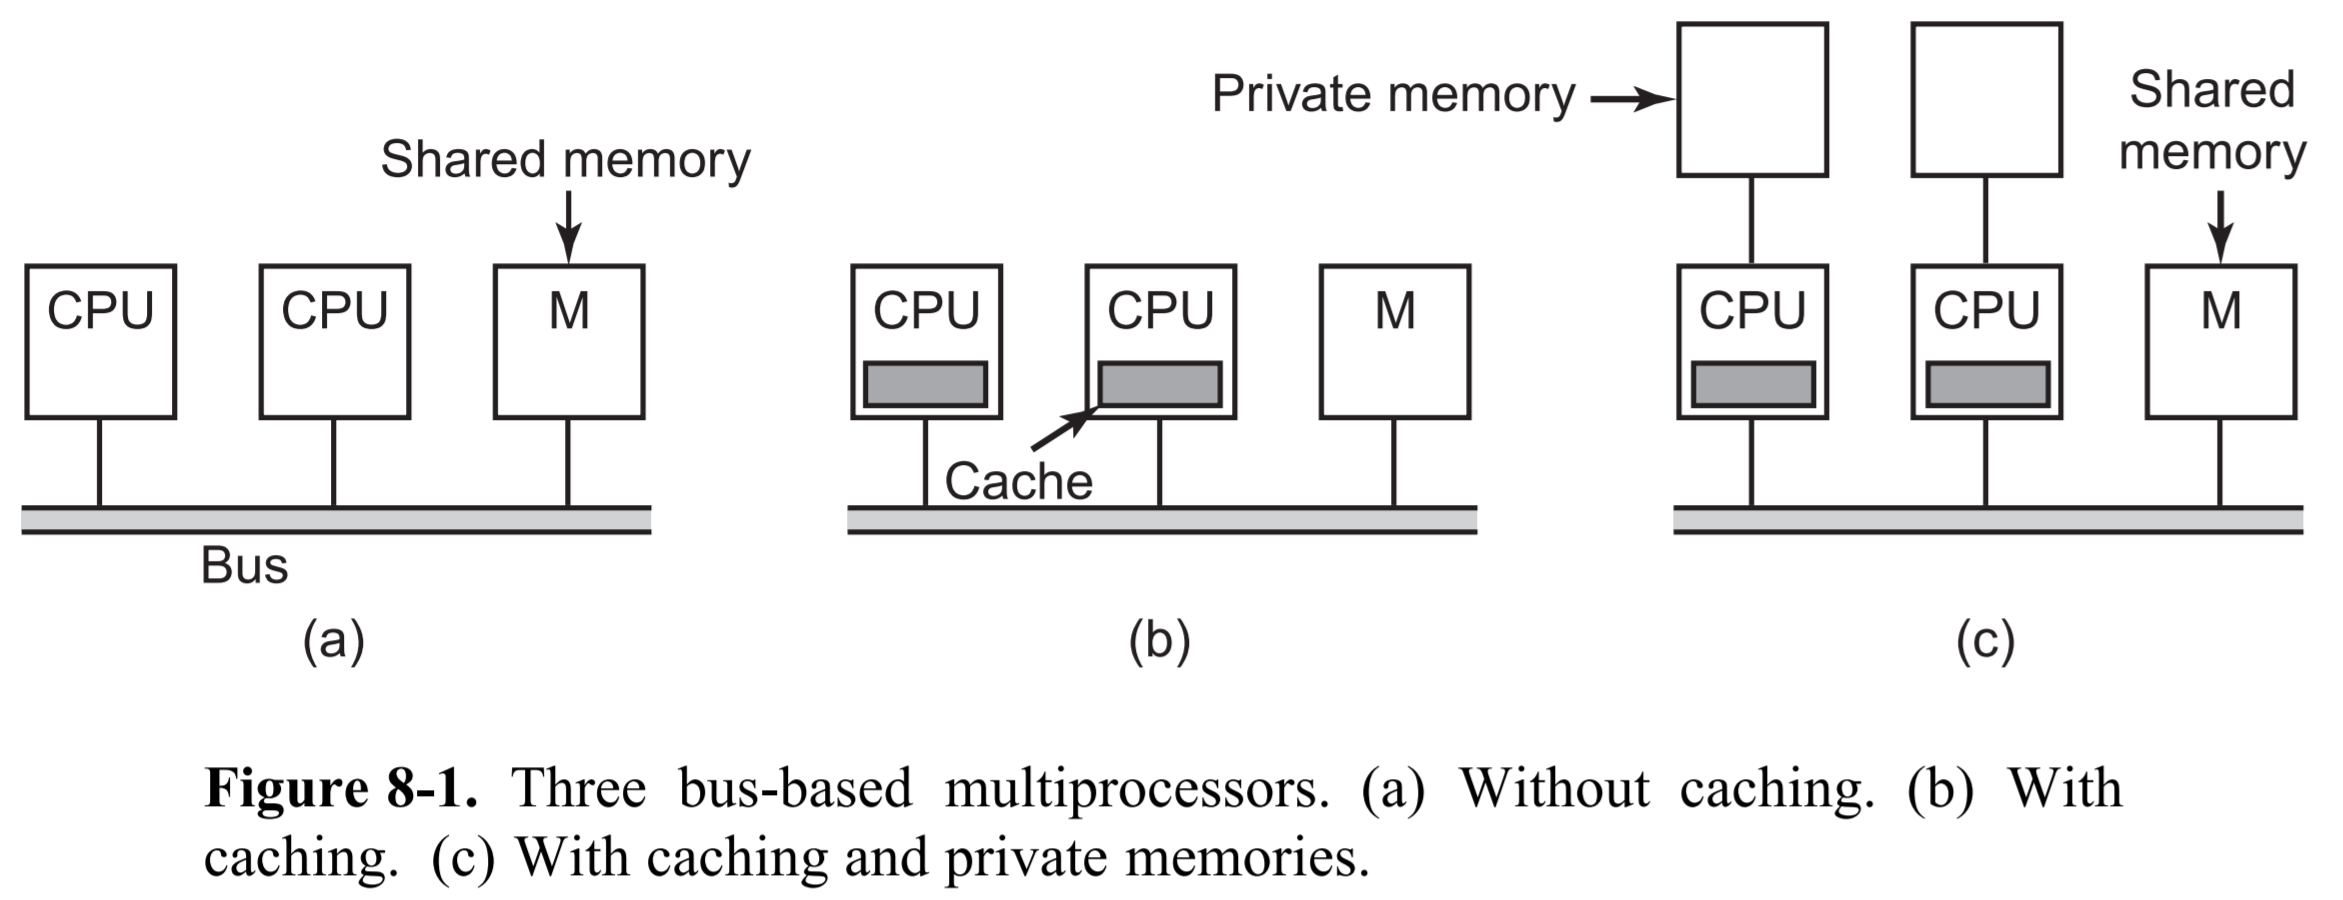 Shared memory
CPU
CPU
M
Bus
(a)
CPU
CPU
M
Cache
(b)
Private memory
Shared
memory
CPU
CPU
M
(c)
Figure 8-1. Three bus-based multiprocessors. (a) Without caching. (b) With
caching. (c) With caching and private memories.